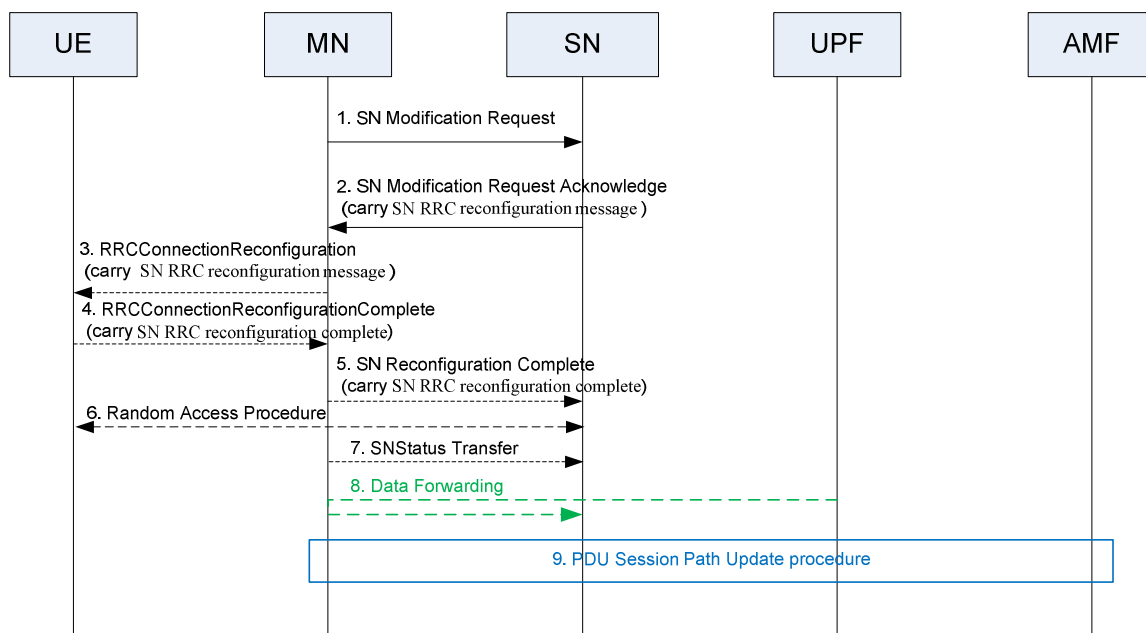 UE
MN
SN
UPF
AMF
1. SN Modification Request
2. SN Modification Request Acknowledge
(carry SN RRC reconfiguration message )
3. RRCConnectionReconfiguration
(carry SN RRC reconfiguration message )
4. RRCConnectionReconfigurationComplete
(carry SN RRC reconfiguration complete)
5. SN Reconfiguration Complete
(carry SN RRC reconfiguration complete)
6. Random Access Procedure
7. SNStatus Transfer
8. Data Forwarding
9. PDU Session Path Update procedure